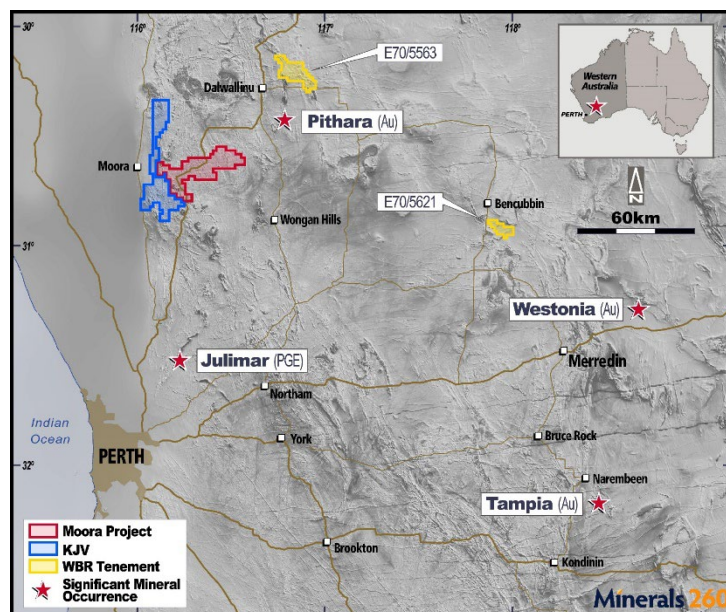 116°
117°
118°
30°
31°
32°
E70/5563
Dalwallinu
Pithara (Au)
Moora
Wongan Hills
E70/5621
Bencubbin
Western
Australia
PERTH
N
60km
Westonia (Au)
Julimar (PGE)
Merredin
Northam
Indian
Ocean
PERTH
York
Bruce Rock
Narembeen
Tampia (Au)
Brookton
Kondinin
Moora Project
KJV
WBR Tenement
Significant Mineral
Occurrence
Minerals 260